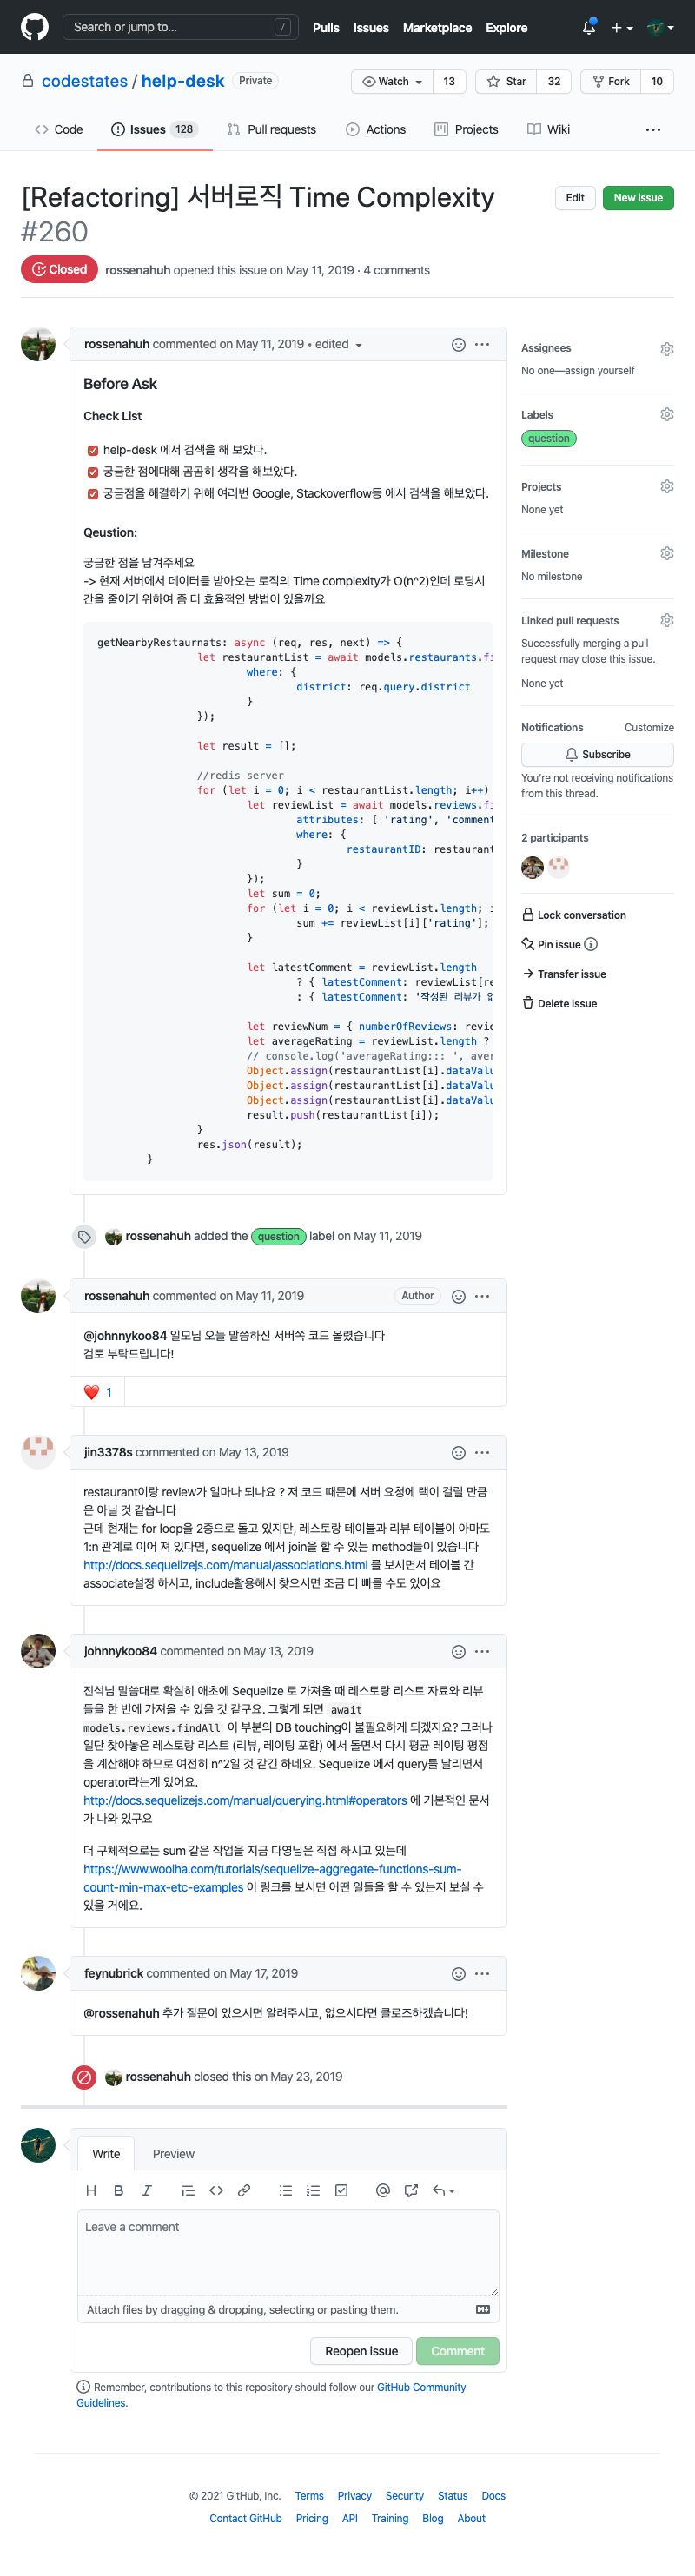 Search or jump to… /
Pulls Issues Marketplace Explore
codestates / help-desk Private
Watch 13 Star 32 Fork 10
Code Issues 128 Pull requests Actions Projects Wiki
[Refactoring] 서버로직 Time Complexity
#260
Edit New issue
Closed rossenahuh opened this issue on May 11, 2019 · 4 comments
rossenahuh commented on May 11, 2019 • edited
Before Ask
Check List
help-desk 에서 검색을 해 보았다.
궁금한 점에대해 곰곰히 생각을 해보았다.
궁금점을 해결하기 위해 여러번 Google, Stackoverflow등 에서 검색을 해보았다.
Qeustion:
궁금한 점을 남겨주세요
-> 현재 서버에서 데이터를 받아오는 로직의 Time complexity가 O(n^2)인데 로딩시
간을 줄이기 위하여 좀 더 효율적인 방법이 있을까요
getNearbyRestaurnats: async (req, res, next) => {
let restaurantList = await models.restaurants.fi
where: {
district: req.query.district
}
});
let result = [];
//redis server
for (let i = 0; i < restaurantList.length; i++)
let reviewList = await models.reviews.fi
attributes: [ 'rating', 'comment
where: {
restaurantID: restaurant
}
});
let sum = 0;
for (let i = 0; i < reviewList.length; i
sum += reviewList[i]['rating'];
}
let latestComment = reviewList.length
? { latestComment: reviewList[re
: { latestComment: '작성된 리뷰가 없
let reviewNum = { numberOfReviews: revie
let averageRating = reviewList.length ?
// console.log('averageRating::: ', aver
Object.assign(restaurantList[i].dataValu
Object.assign(restaurantList[i].dataValu
Object.assign(restaurantList[i].dataValu
result.push(restaurantList[i]);
}
res.json(result);
}
Assignees
No one—assign yourself
Labels
question
Projects
None yet
Milestone
No milestone
Linked pull requests
Successfully merging a pull
request may close this issue.
None yet
Notifications Customize
Subscribe
You're not receiving notifications
from this thread.
2 participants
Lock conversation
Pin issue
Transfer issue
Delete issue
rossenahuh added the question label on May 11, 2019
rossenahuh commented on May 11, 2019 Author
@johnnykoo84 일모님 오늘 말씀하신 서버쪽 코드 올렸습니다
검토 부탁드립니다!
❤️ 1
jin3378s commented on May 13, 2019
restaurant이랑 review가 얼마나 되나요 ? 저 코드 때문에 서버 요청에 랙이 걸릴 만큼
은 아닐 것 같습니다
근데 현재는 for loop을 2중으로 돌고 있지만, 레스토랑 테이블과 리뷰 테이블이 아마도
1:n 관계로 이어 져 있다면, sequelize 에서 join을 할 수 있는 method들이 있습니다
http://docs.sequelizejs.com/manual/associations.html 를 보시면서 테이블 간
associate설정 하시고, include활용해서 찾으시면 조금 더 빠를 수도 있어요
johnnykoo84 commented on May 13, 2019
진석님 말씀대로 확실히 애초에 Sequelize 로 가져올 때 레스토랑 리스트 자료와 리뷰
들을 한 번에 가져올 수 있을 것 같구요. 그렇게 되면 await
models.reviews.findAll 이 부분의 DB touching이 불필요하게 되겠지요? 그러나
일단 찾아놓은 레스토랑 리스트 (리뷰, 레이팅 포함) 에서 돌면서 다시 평균 레이팅 평점
을 계산해야 하므로 여전히 n^2일 것 같긴 하네요. Sequelize 에서 query를 날리면서
operator라는게 있어요.
http://docs.sequelizejs.com/manual/querying.html#operators 에 기본적인 문서
가 나와 있구요
더 구체적으로는 sum 같은 작업을 지금 다영님은 직접 하시고 있는데
https://www.woolha.com/tutorials/sequelize-aggregate-functions-sum-
count-min-max-etc-examples 이 링크를 보시면 어떤 일들을 할 수 있는지 보실 수
있을 거에요.
feynubrick commented on May 17, 2019
@rossenahuh 추가 질문이 있으시면 알려주시고, 없으시다면 클로즈하겠습니다!
rossenahuh closed this on May 23, 2019
Write Preview
Leave a comment
Attach files by dragging & dropping, selecting or pasting them.
Reopen issue Comment
Remember, contributions to this repository should follow our GitHub Community
Guidelines.
© 2021 GitHub, Inc. Terms Privacy Security Status Docs
Contact GitHub Pricing API Training Blog About